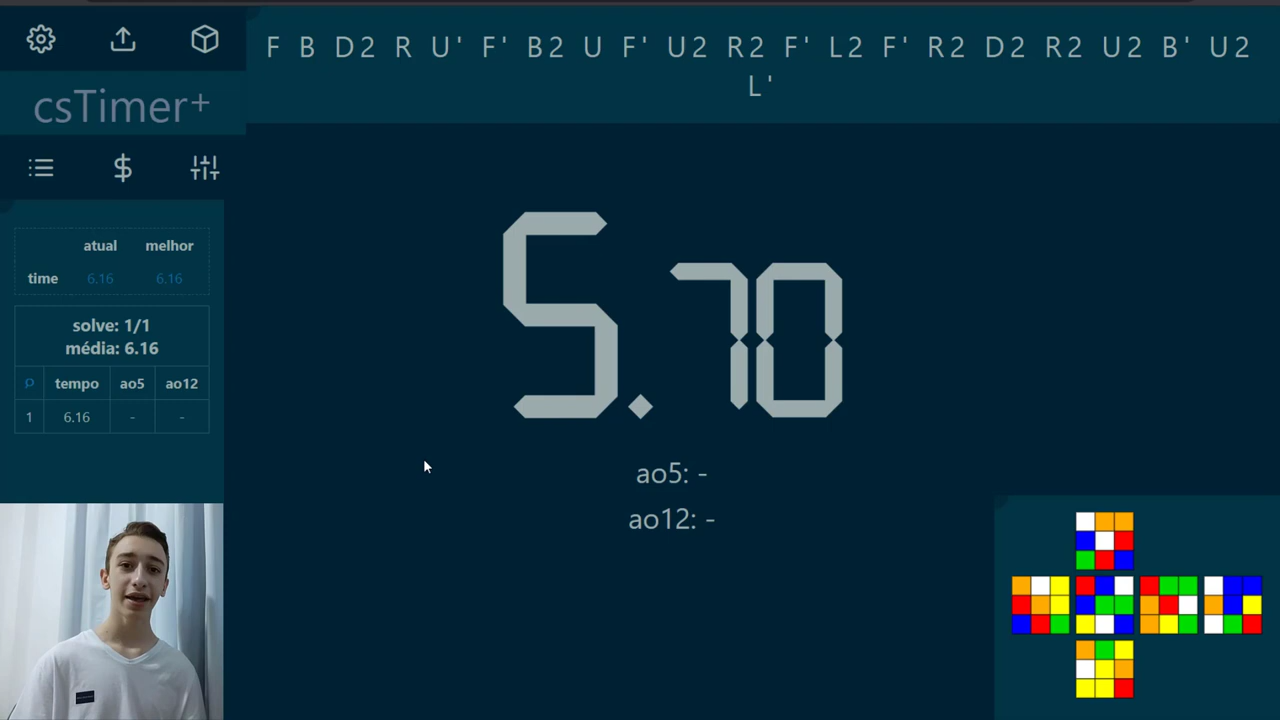 F B D2 R U' F' B2 U F' U2 R2 F' L2 F' R2 D2 R2 U2 B' U2
L'
csTimer+
atual melhor
time 6.16 6.16
solve: 1/1
média: 6.16
tempo ao5 ao12
1 6.16 - -
5.70
ao5: -
ao12: -